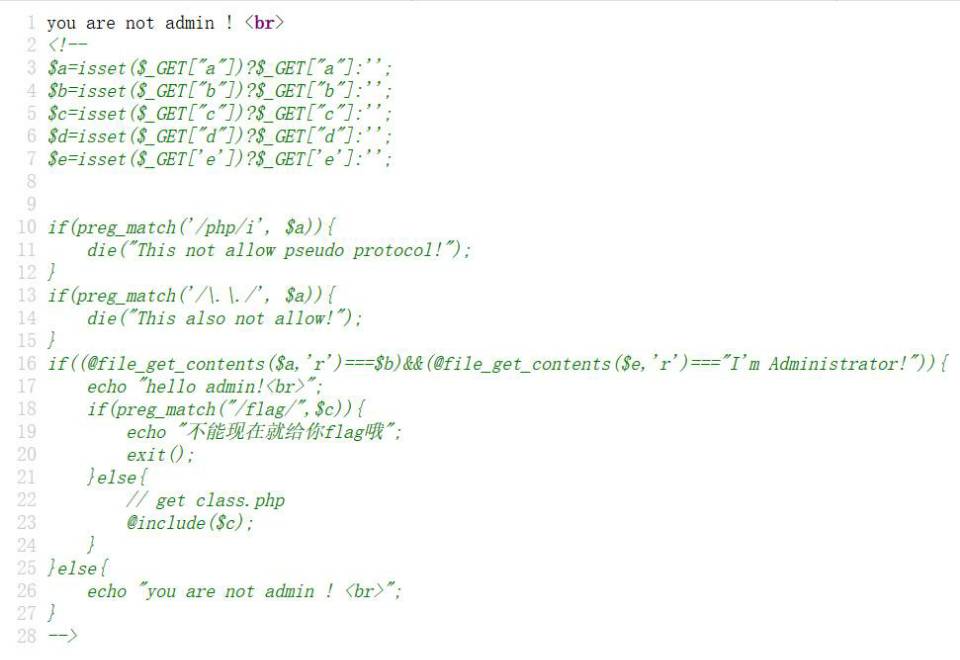 1 you are not admin ! <br>
2 <!--
3 $a=isset($_GET["a"])?$_GET["a"]:'';
4 $b=isset($_GET["b"])?$_GET["b"]:'';
5 $c=isset($_GET["c"])?$_GET["c"]:'';
6 $d=isset($_GET["d"])?$_GET["d"]:'';
7 $e=isset($_GET['e'])?$_GET['e']:'';
8
9
10 if(preg_match('/php/i', $a)){
11     die("This not allow pseudo protocol!");
12 }
13 if(preg_match('/\.\./', $a)){
14     die("This also not allow!");
15 }
16 if((@file_get_contents($a,'r')===$b)&&(@file_get_contents($e,'r')==="I'm Administrator!")){
17     echo "hello admin!<br>";
18     if(preg_match("/flag/",$c)){
19         echo "不能现在就给你flag哦";
20         exit();
21     }else{
22         // get class.php
23         @include($c);
24     }
25 }else{
26     echo "you are not admin ! <br>";
27 }
28 -->